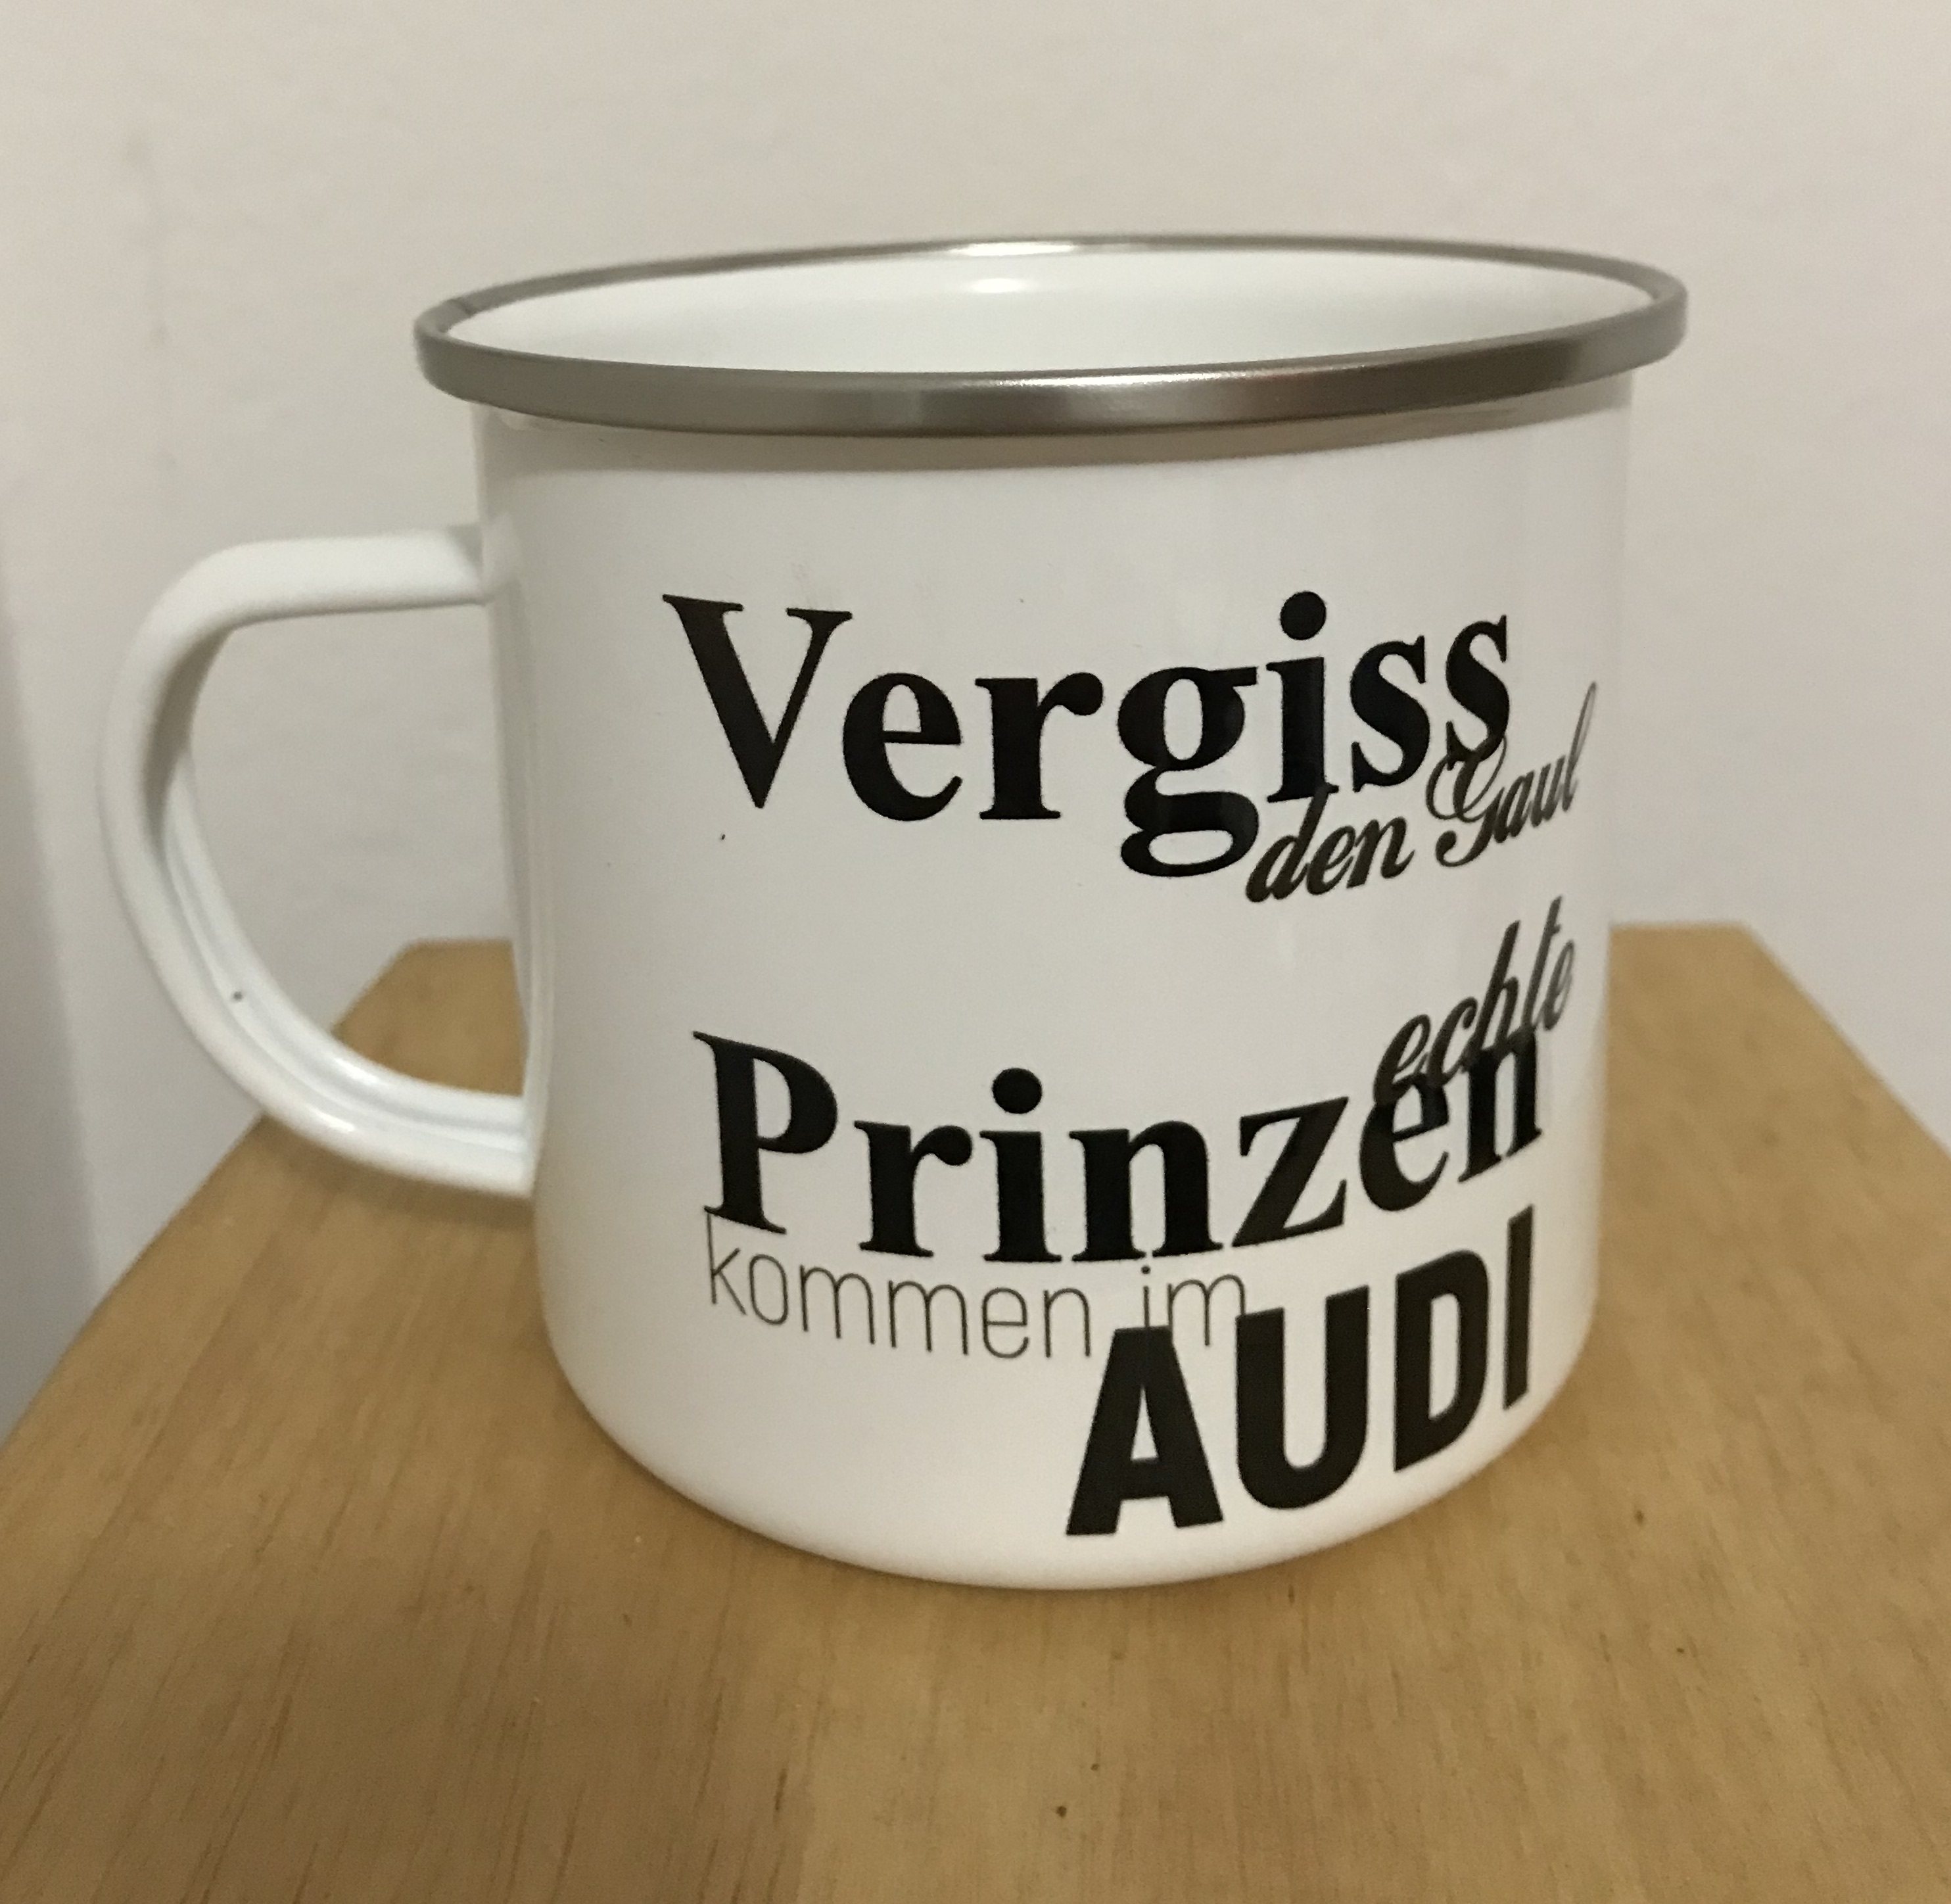 Vergiss
den Gaul
echte
Prinzen
kommen im
AUDI